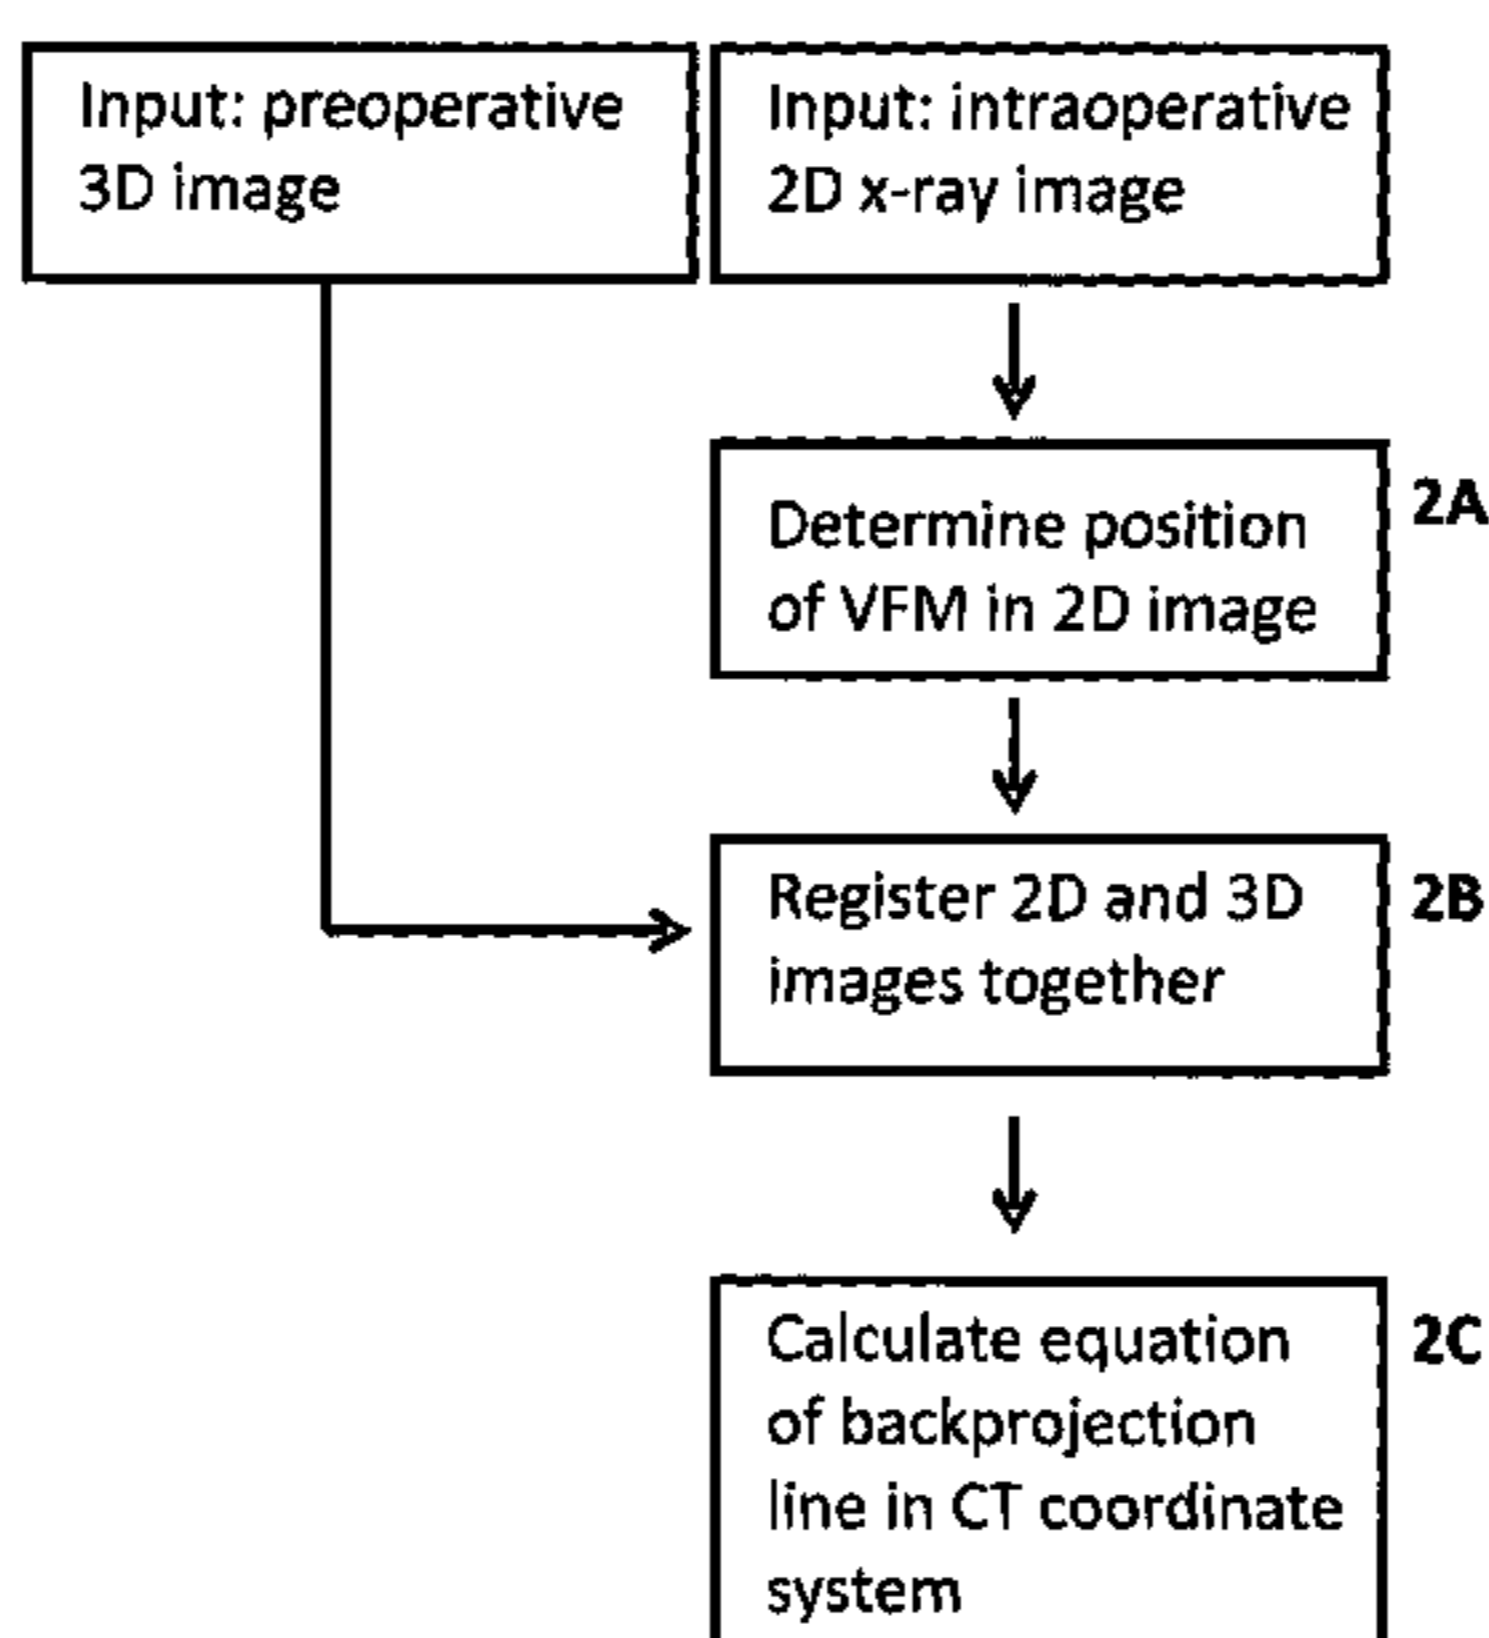 Input: preoperative
3D image
Input: intraoperative
2D x-ray image
Determine position
of VFM in 2D image
2A
Register 2D and 3D
images together
2B
Calculate equation
of backprojection
line in CT coordinate
system
2C